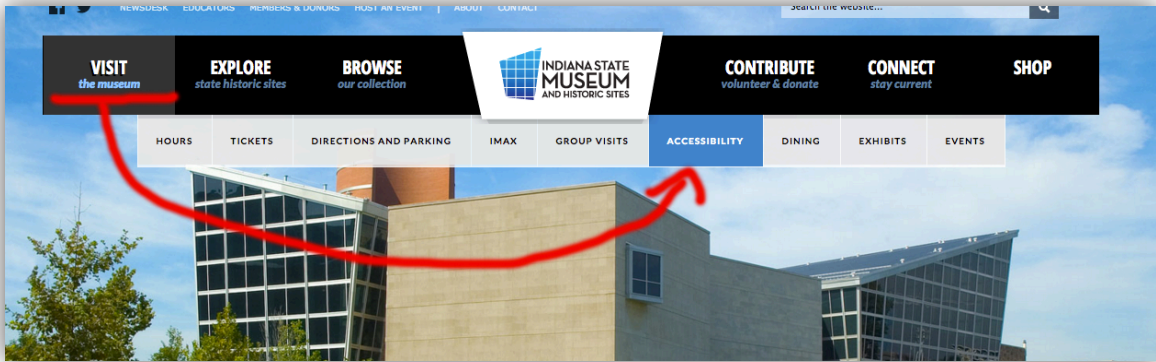 NEWSDESK EDUCATORS MEMBERS & DONORS HOST AN EVENT | ABOUT CONTACT
Search the website...
VISIT
the museum
EXPLORE
state historic sites
BROWSE
our collection
INDIANA STATE
MUSEUM
AND HISTORIC SITES
CONTRIBUTE
volunteer & donate
CONNECT
stay current
SHOP
HOURS TICKETS DIRECTIONS AND PARKING IMAX GROUP VISITS ACCESSIBILITY DINING EXHIBITS EVENTS